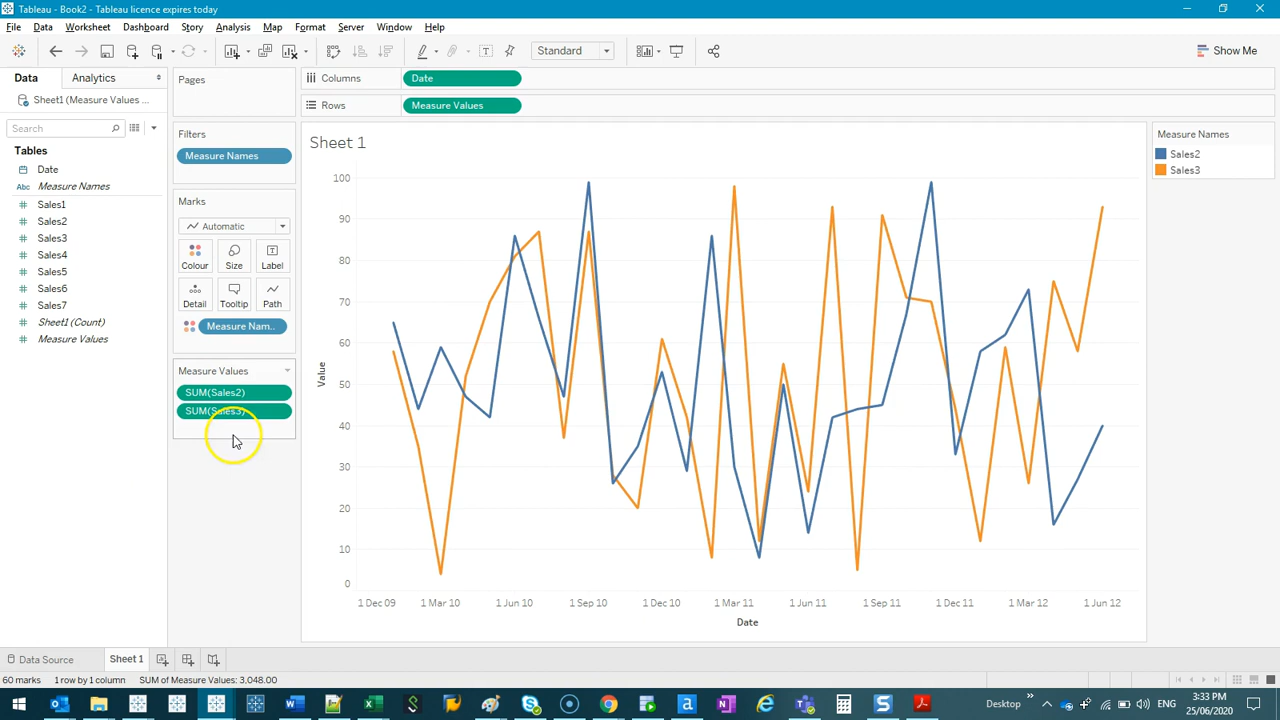 Tableau - Book2 - Tableau licence expires today
File Data Worksheet Dashboard Story Analysis Map Format Server Window Help
Standard
Show Me
Data Analytics
Sheet1 (Measure Values ...
Search
Tables
Date
Measure Names
Sales1
Sales2
Sales3
Sales4
Sales5
Sales6
Sales7
Sheet1 (Count)
Measure Values
Pages
Filters
Measure Names
Marks
Automatic
Colour Size Label
Detail Tooltip Path
Measure Nam..
Measure Values
SUM(Sales2)
SUM(Sales3)
Columns Date
Rows Measure Values
Sheet 1
100
90
80
70
60
50
40
30
20
10
0
Value
1 Dec 09 1 Mar 10 1 Jun 10 1 Sep 10 1 Dec 10 1 Mar 11 1 Jun 11 1 Sep 11 1 Dec 11 1 Mar 12 1 Jun 12
Date
Measure Names
Sales2
Sales3
Data Source Sheet 1
60 marks 1 row by 1 column SUM of Measure Values: 3,048.00
Desktop
ENG
3:33 PM
25/06/2020